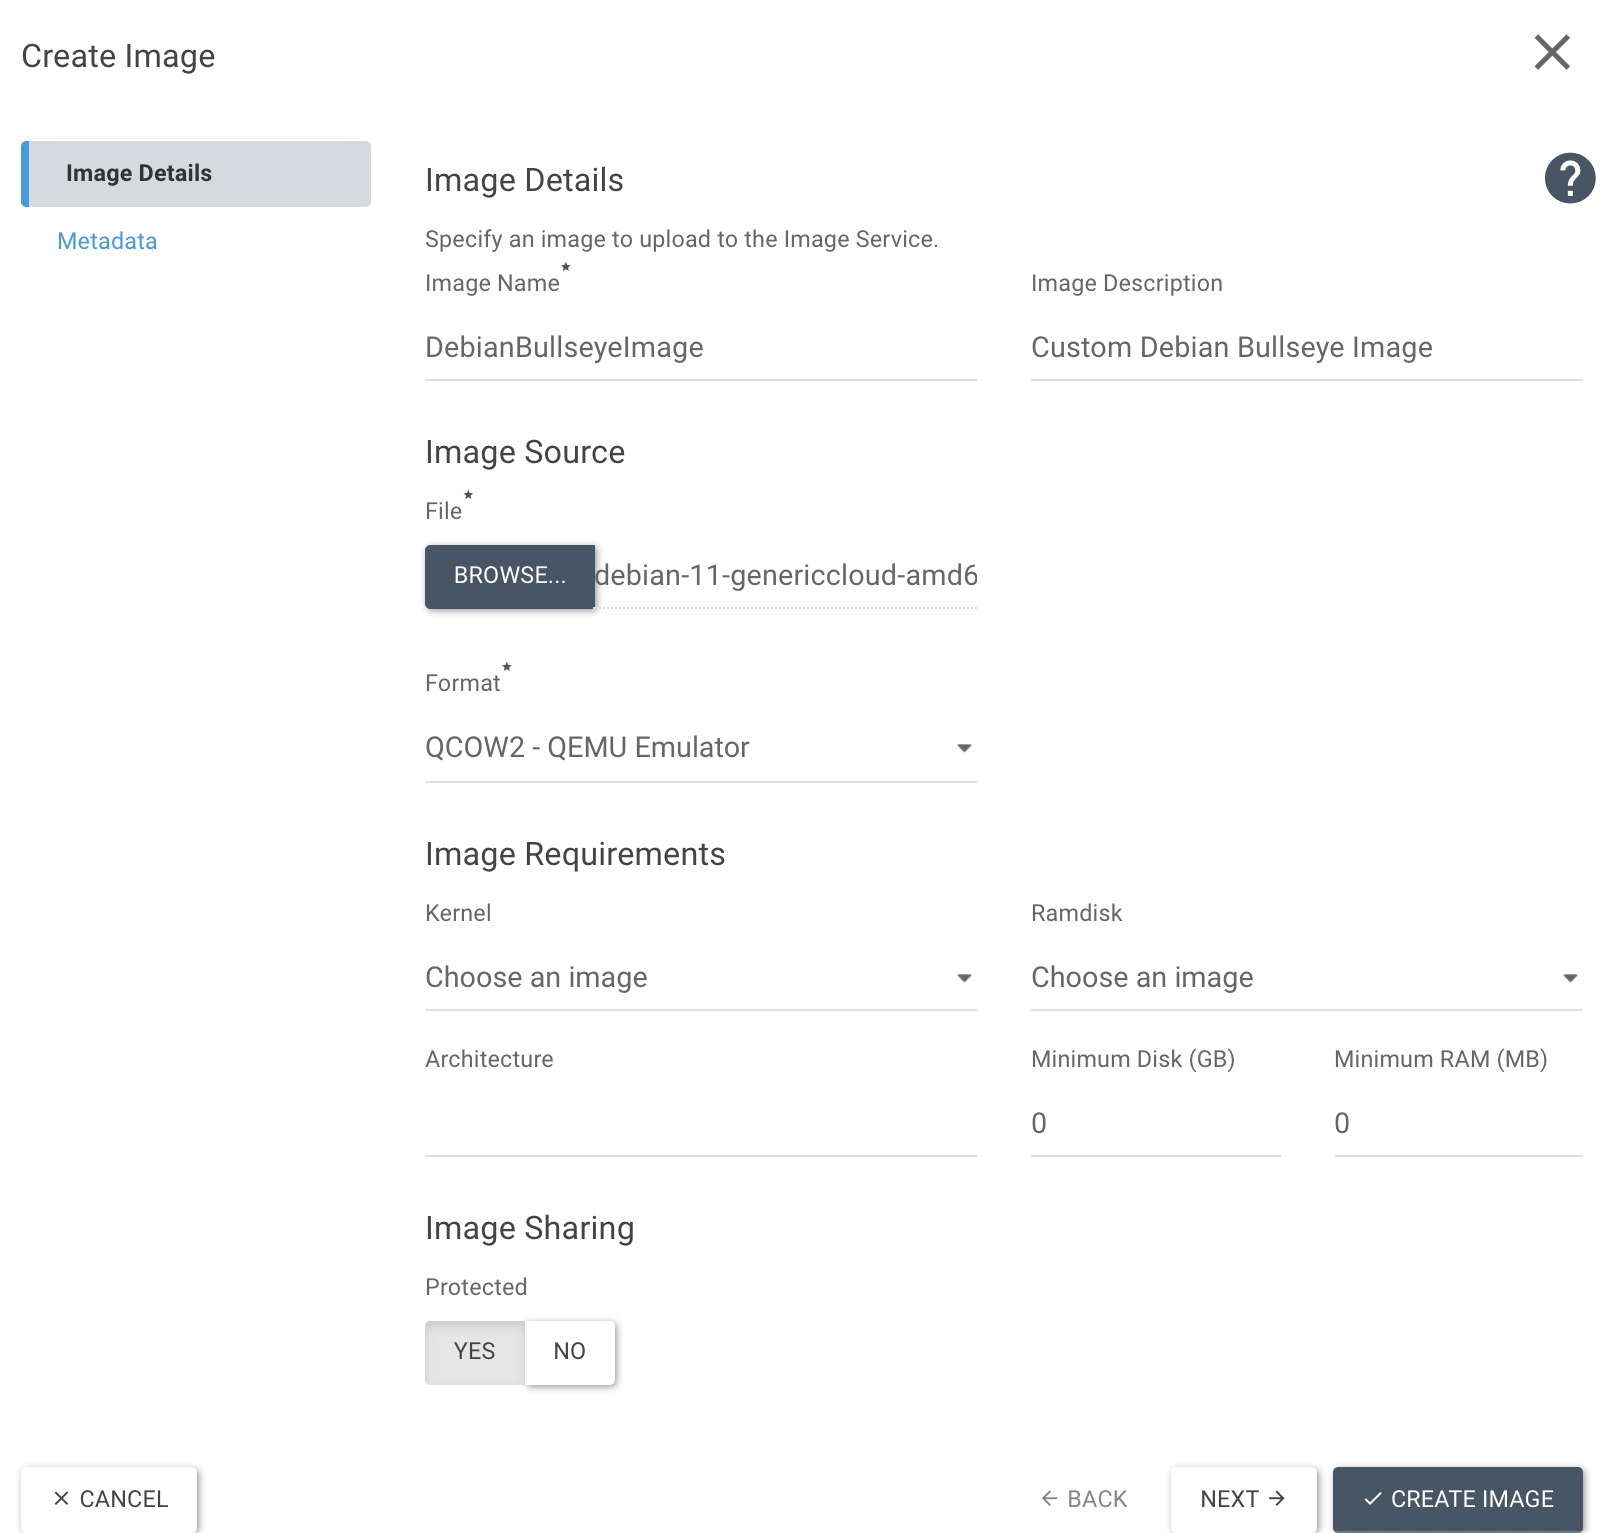 Create Image
Image Details
Metadata
Image Details
Specify an image to upload to the Image Service.
Image Name*
Image Description
DebianBullseyeImage
Custom Debian Bullseye Image
Image Source
File*
BROWSE... debian-11-genericcloud-amd6
Format*
QCOW2 - QEMU Emulator
Image Requirements
Kernel
Ramdisk
Choose an image
Choose an image
Architecture
Minimum Disk (GB)
Minimum RAM (MB)
0
0
Image Sharing
Protected
YES NO
CANCEL
BACK
NEXT
CREATE IMAGE